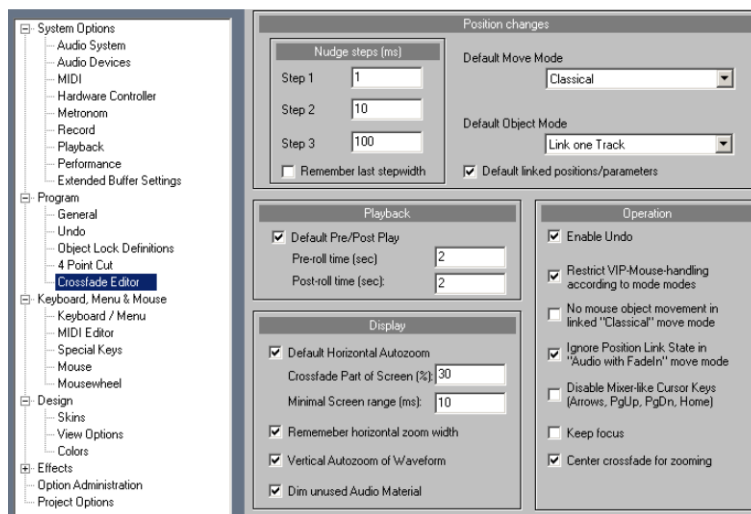 System Options
Audio System
Audio Devices
MIDI
Hardware Controller
Metronom
Record
Playback
Performance
Extended Buffer Settings
Program
General
Undo
Object Lock Definitions
4 Point Cut
Crossfade Editor
Keyboard, Menu & Mouse
Keyboard / Menu
MIDI Editor
Special Keys
Mouse
Mousewheel
Design
Skins
View Options
Colors
Effects
Option Administration
Project Options
Position changes
Nudge steps (ms)
Step 1 1
Step 2 10
Step 3 100
Remember last stepwidth
Default Move Mode
Classical
Default Object Mode
Link one Track
Default linked positions/parameters
Playback
Default Pre/Post Play
Pre-roll time (sec) 2
Post-roll time (sec): 2
Display
Default Horizontal Autozoom
Crossfade Part of Screen (%): 30
Minimal Screen range (ms): 10
Rememeber horizontal zoom width
Vertical Autozoom of Waveform
Dim unused Audio Material
Operation
Enable Undo
Restrict VIP-Mouse-handling
according to mode modes
No mouse object movement in
linked "Classical" move mode
Ignore Position Link State in
"Audio with FadeIn" move mode
Disable Mixer-like Cursor Keys
(Arrows, PgUp, PgDn, Home)
Keep focus
Center crossfade for zooming